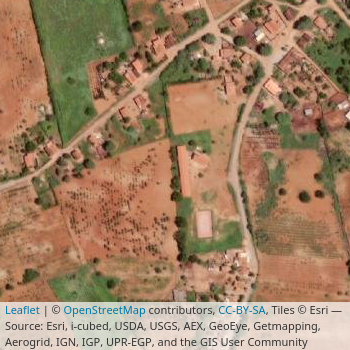 Leaflet | © OpenStreetMap contributors, CC-BY-SA, Tiles © Esri —
Source: Esri, i-cubed, USDA, USGS, AEX, GeoEye, Getmapping,
Aerogrid, IGN, IGP, UPR-EGP, and the GIS User Community